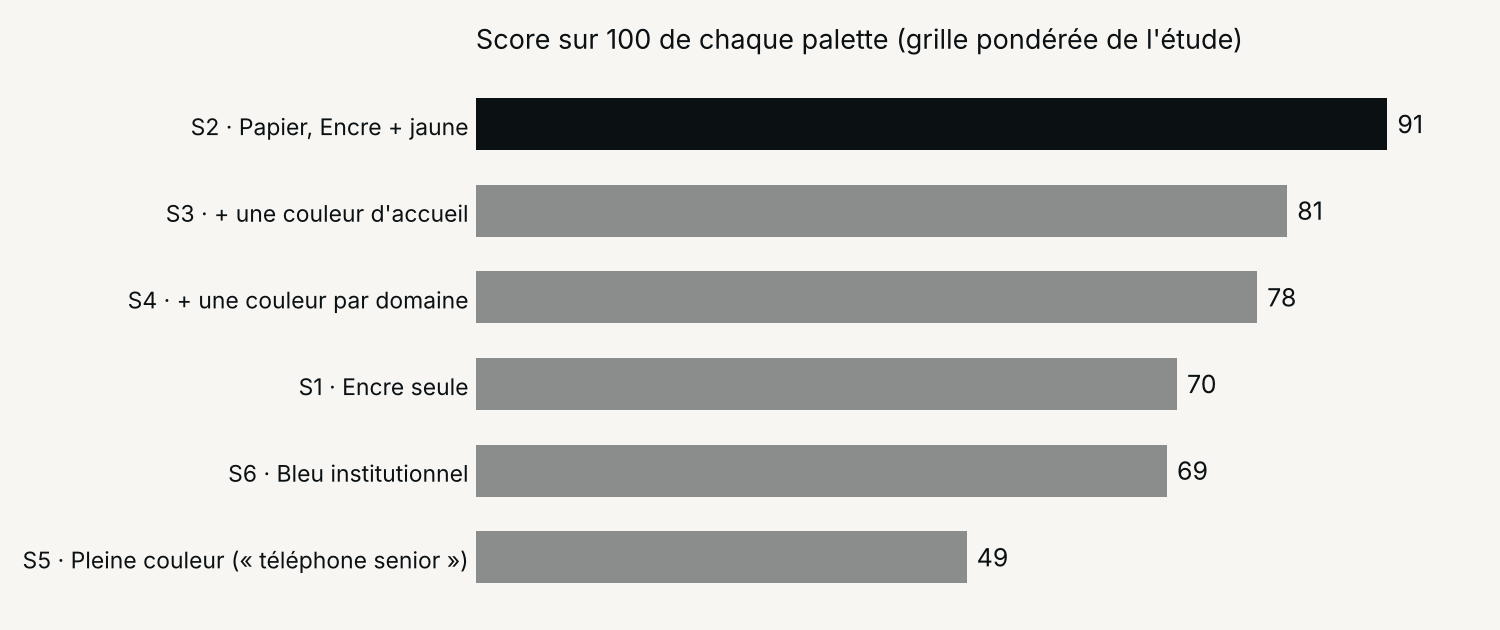 Score sur 100 de chaque palette (grille pondérée de l'étude)
S2 · Papier, Encre + jaune 91
S3 · + une couleur d'accueil 81
S4 · + une couleur par domaine 78
S1 · Encre seule 70
S6 · Bleu institutionnel 69
S5 · Pleine couleur (« téléphone senior ») 49